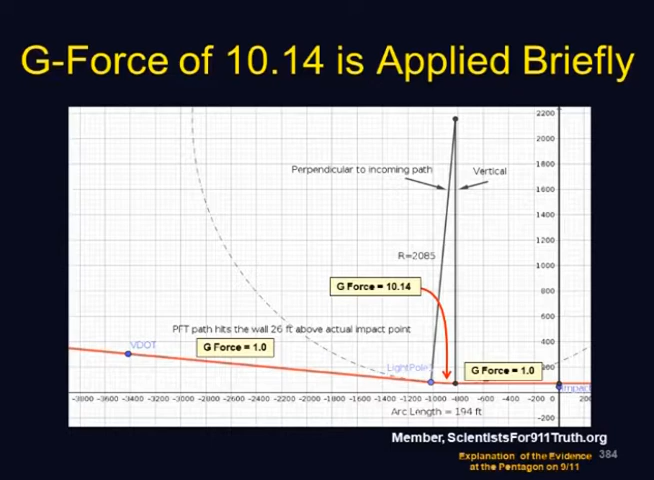 G-Force of 10.14 is Applied Briefly
2200
2000
1800
1600
1400
1200
1000
800
600
400
200
-200
Perpendicular to incoming path
Vertical
R=2085
G Force = 10.14
PFT path hits the wall 26 ft above actual impact point
VDOT
G Force = 1.0
LightPole
G Force = 1.0
Impact
-3800 -3600 -3400 -3200 -3000 -2800 -2600 -2400 -2200 -2000 -1800 -1600 -1400 -1200 -1000 -800 -600 -400 -200 0 200
Arc Length = 194 ft
Member, ScientistsFor911Truth.org
Explanation of the Evidence 384
at the Pentagon on 9/11